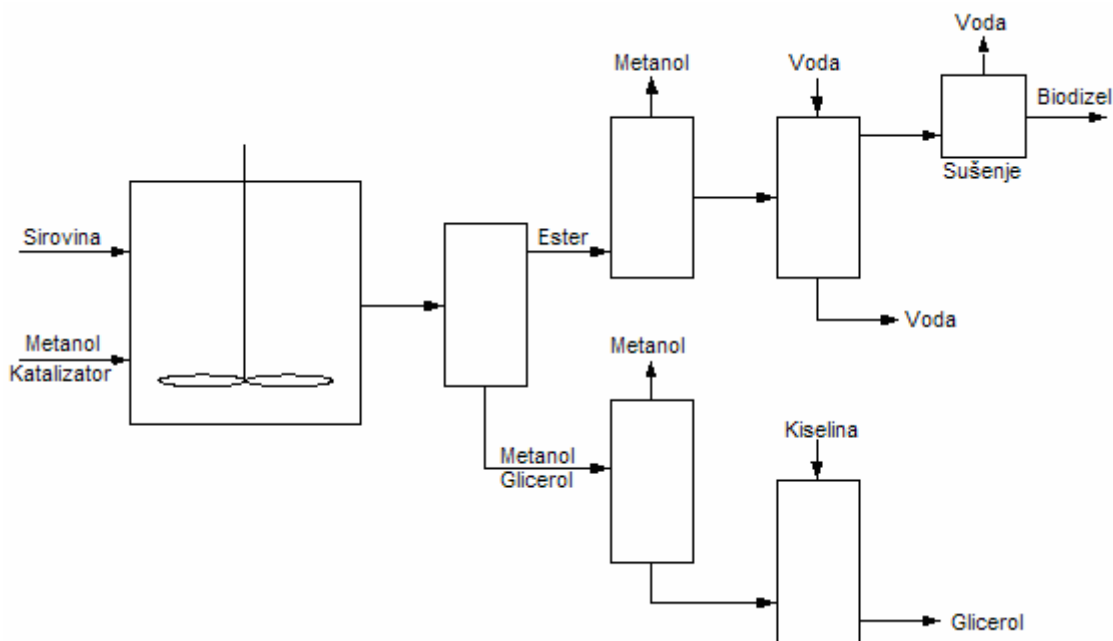 Voda
Metanol
Voda
Biodizel
Sušenje
Sirovina
Ester
Voda
Metanol
Katalizator
Metanol
Kiselina
Metanol
Glicerol
Glicerol